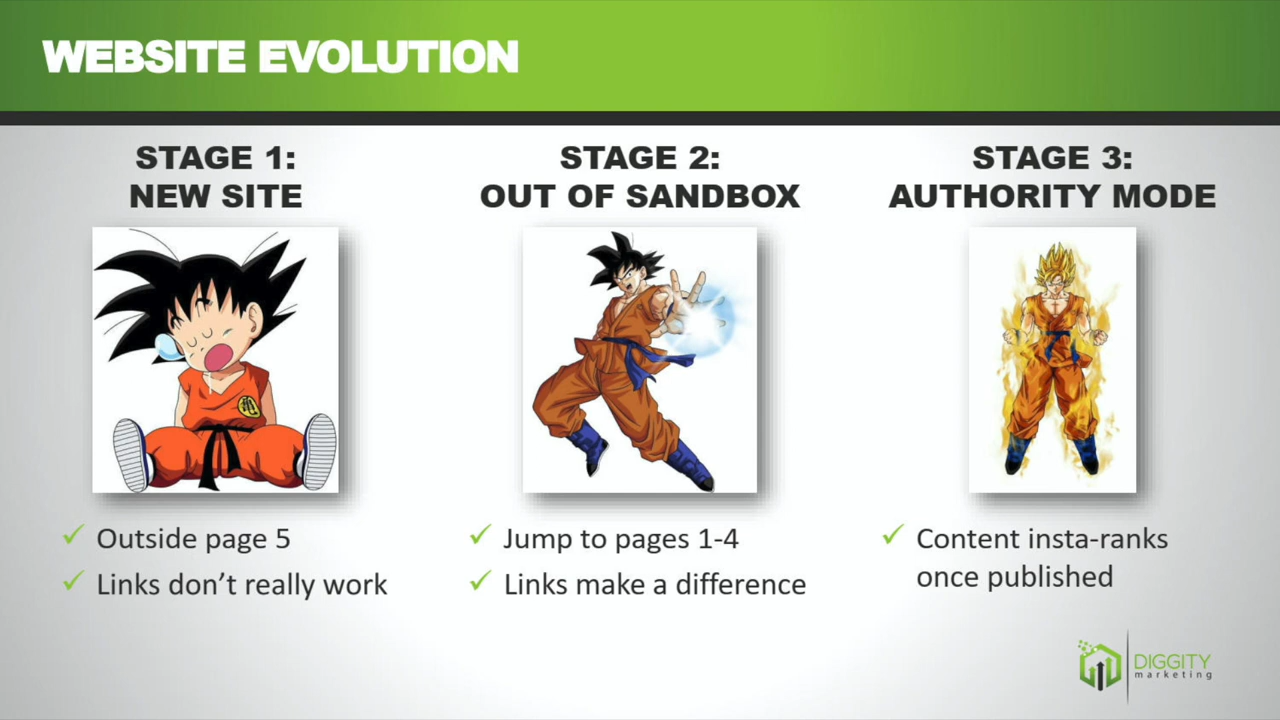 WEBSITE EVOLUTION
STAGE 1:
NEW SITE
Outside page 5
Links don’t really work
STAGE 2:
OUT OF SANDBOX
Jump to pages 1-4
Links make a difference
STAGE 3:
AUTHORITY MODE
Content insta-ranks
once published
DIGGITY
marketing